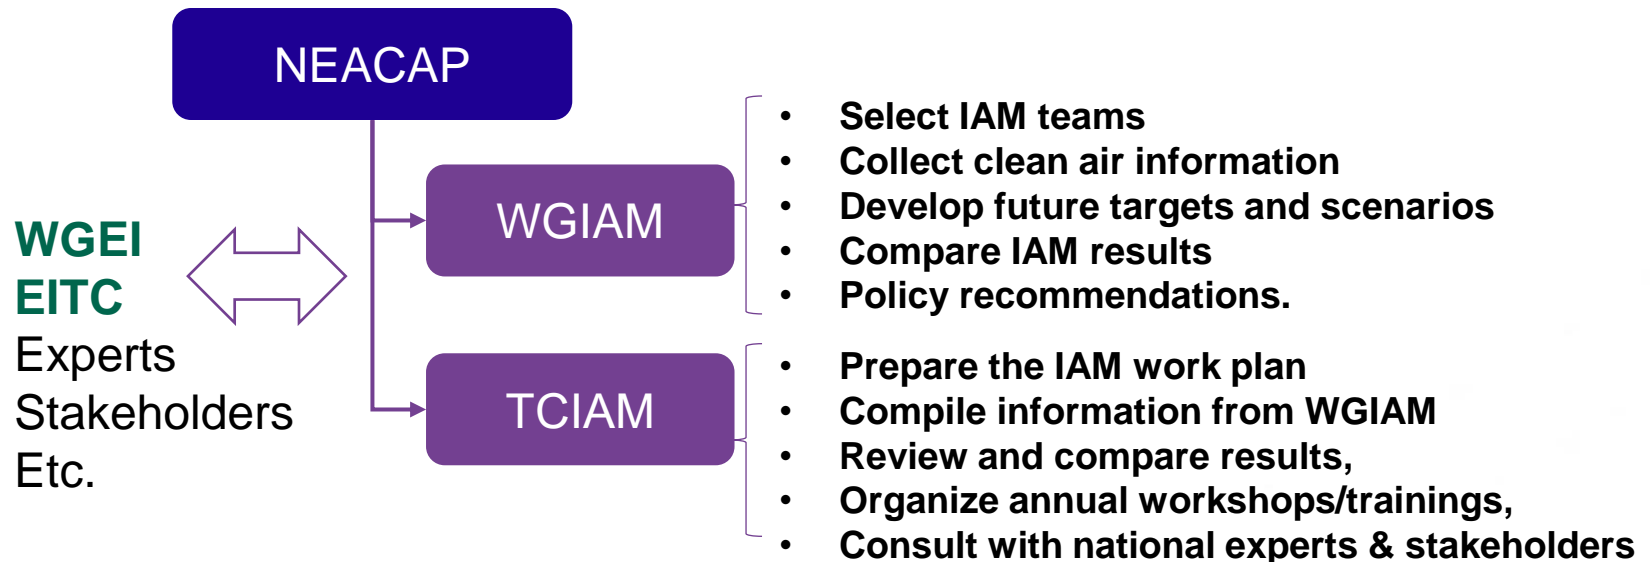 NEACAP
WGIAM
• Select IAM teams
• Collect clean air information
• Develop future targets and scenarios
• Compare IAM results
• Policy recommendations.
WGEI
EITC
Experts
Stakeholders
Etc.
TCIAM
• Prepare the IAM work plan
• Compile information from WGIAM
• Review and compare results,
• Organize annual workshops/trainings,
• Consult with national experts & stakeholders